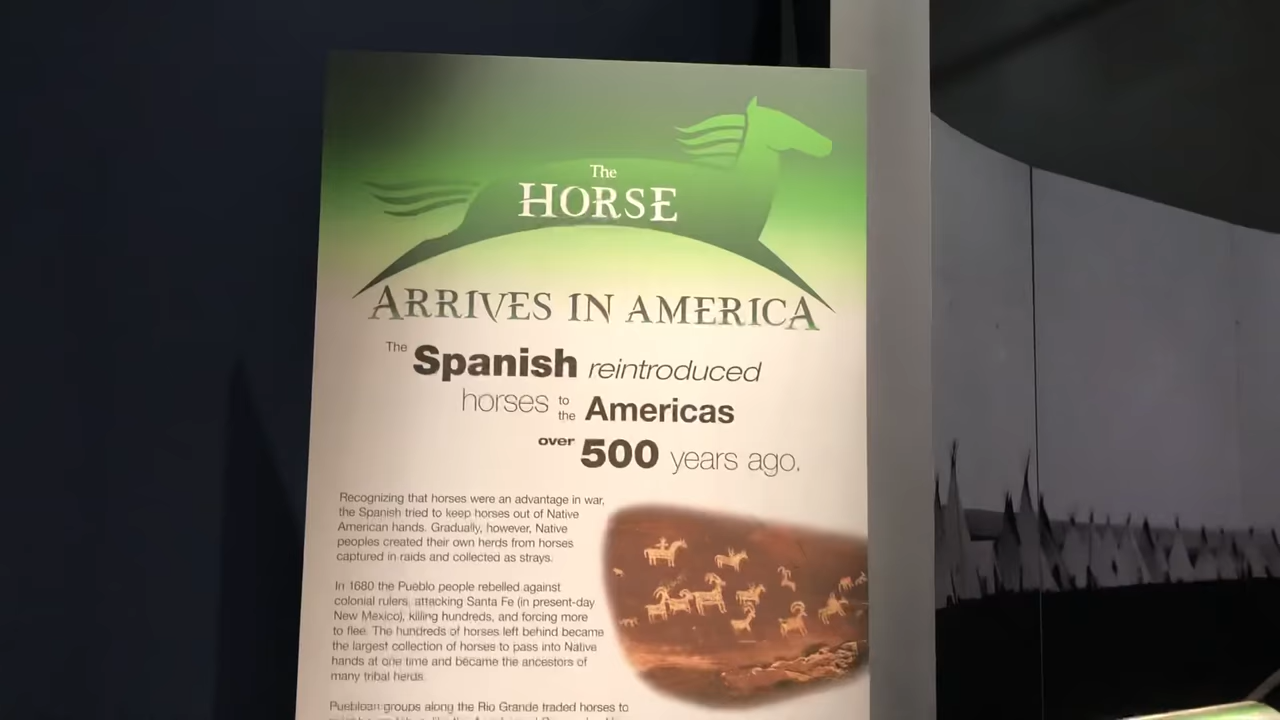 The
HORSE
ARRIVES IN AMERICA
The Spanish reintroduced
horses to the Americas
over 500 years ago.
Recognizing that horses were an advantage in war,
the Spanish tried to keep horses out of Native
American hands. Gradually, however, Native
peoples created their own herds from horses
captured in raids and collected as strays.
In 1680 the Pueblo people rebelled against
colonial rulers, attacking Santa Fe (in present-day
New Mexico), killing hundreds, and forcing more
to flee. The hundreds of horses left behind became
the largest collection of horses to pass into Native
hands at one time and became the ancestors of
many tribal herds.
Puebloan groups along the Rio Grande traded horses to